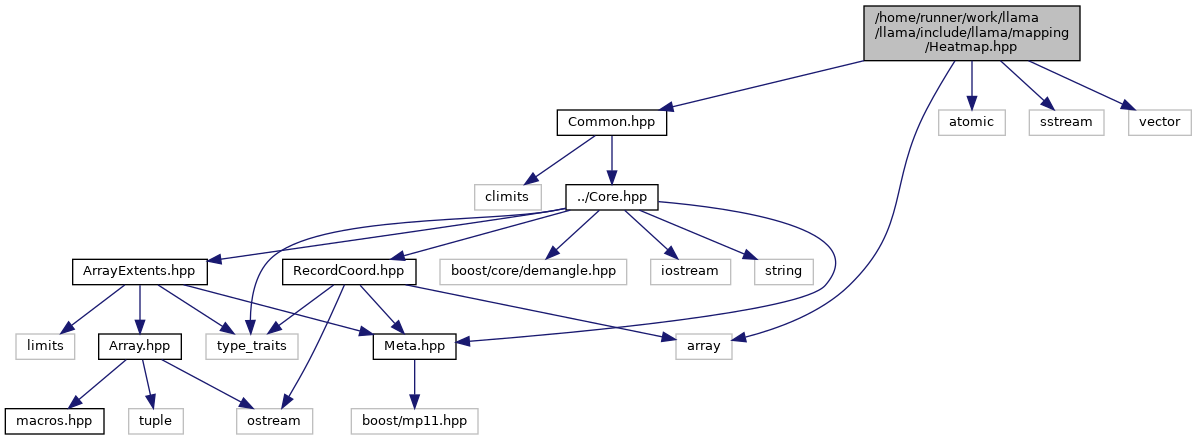 /home/runner/work/llama
/llama/include/llama/mapping
/Heatmap.hpp
Common.hpp
atomic
sstream
vector
climits
../Core.hpp
ArrayExtents.hpp
RecordCoord.hpp
boost/core/demangle.hpp
iostream
string
limits
Array.hpp
type_traits
Meta.hpp
array
macros.hpp
tuple
ostream
boost/mp11.hpp